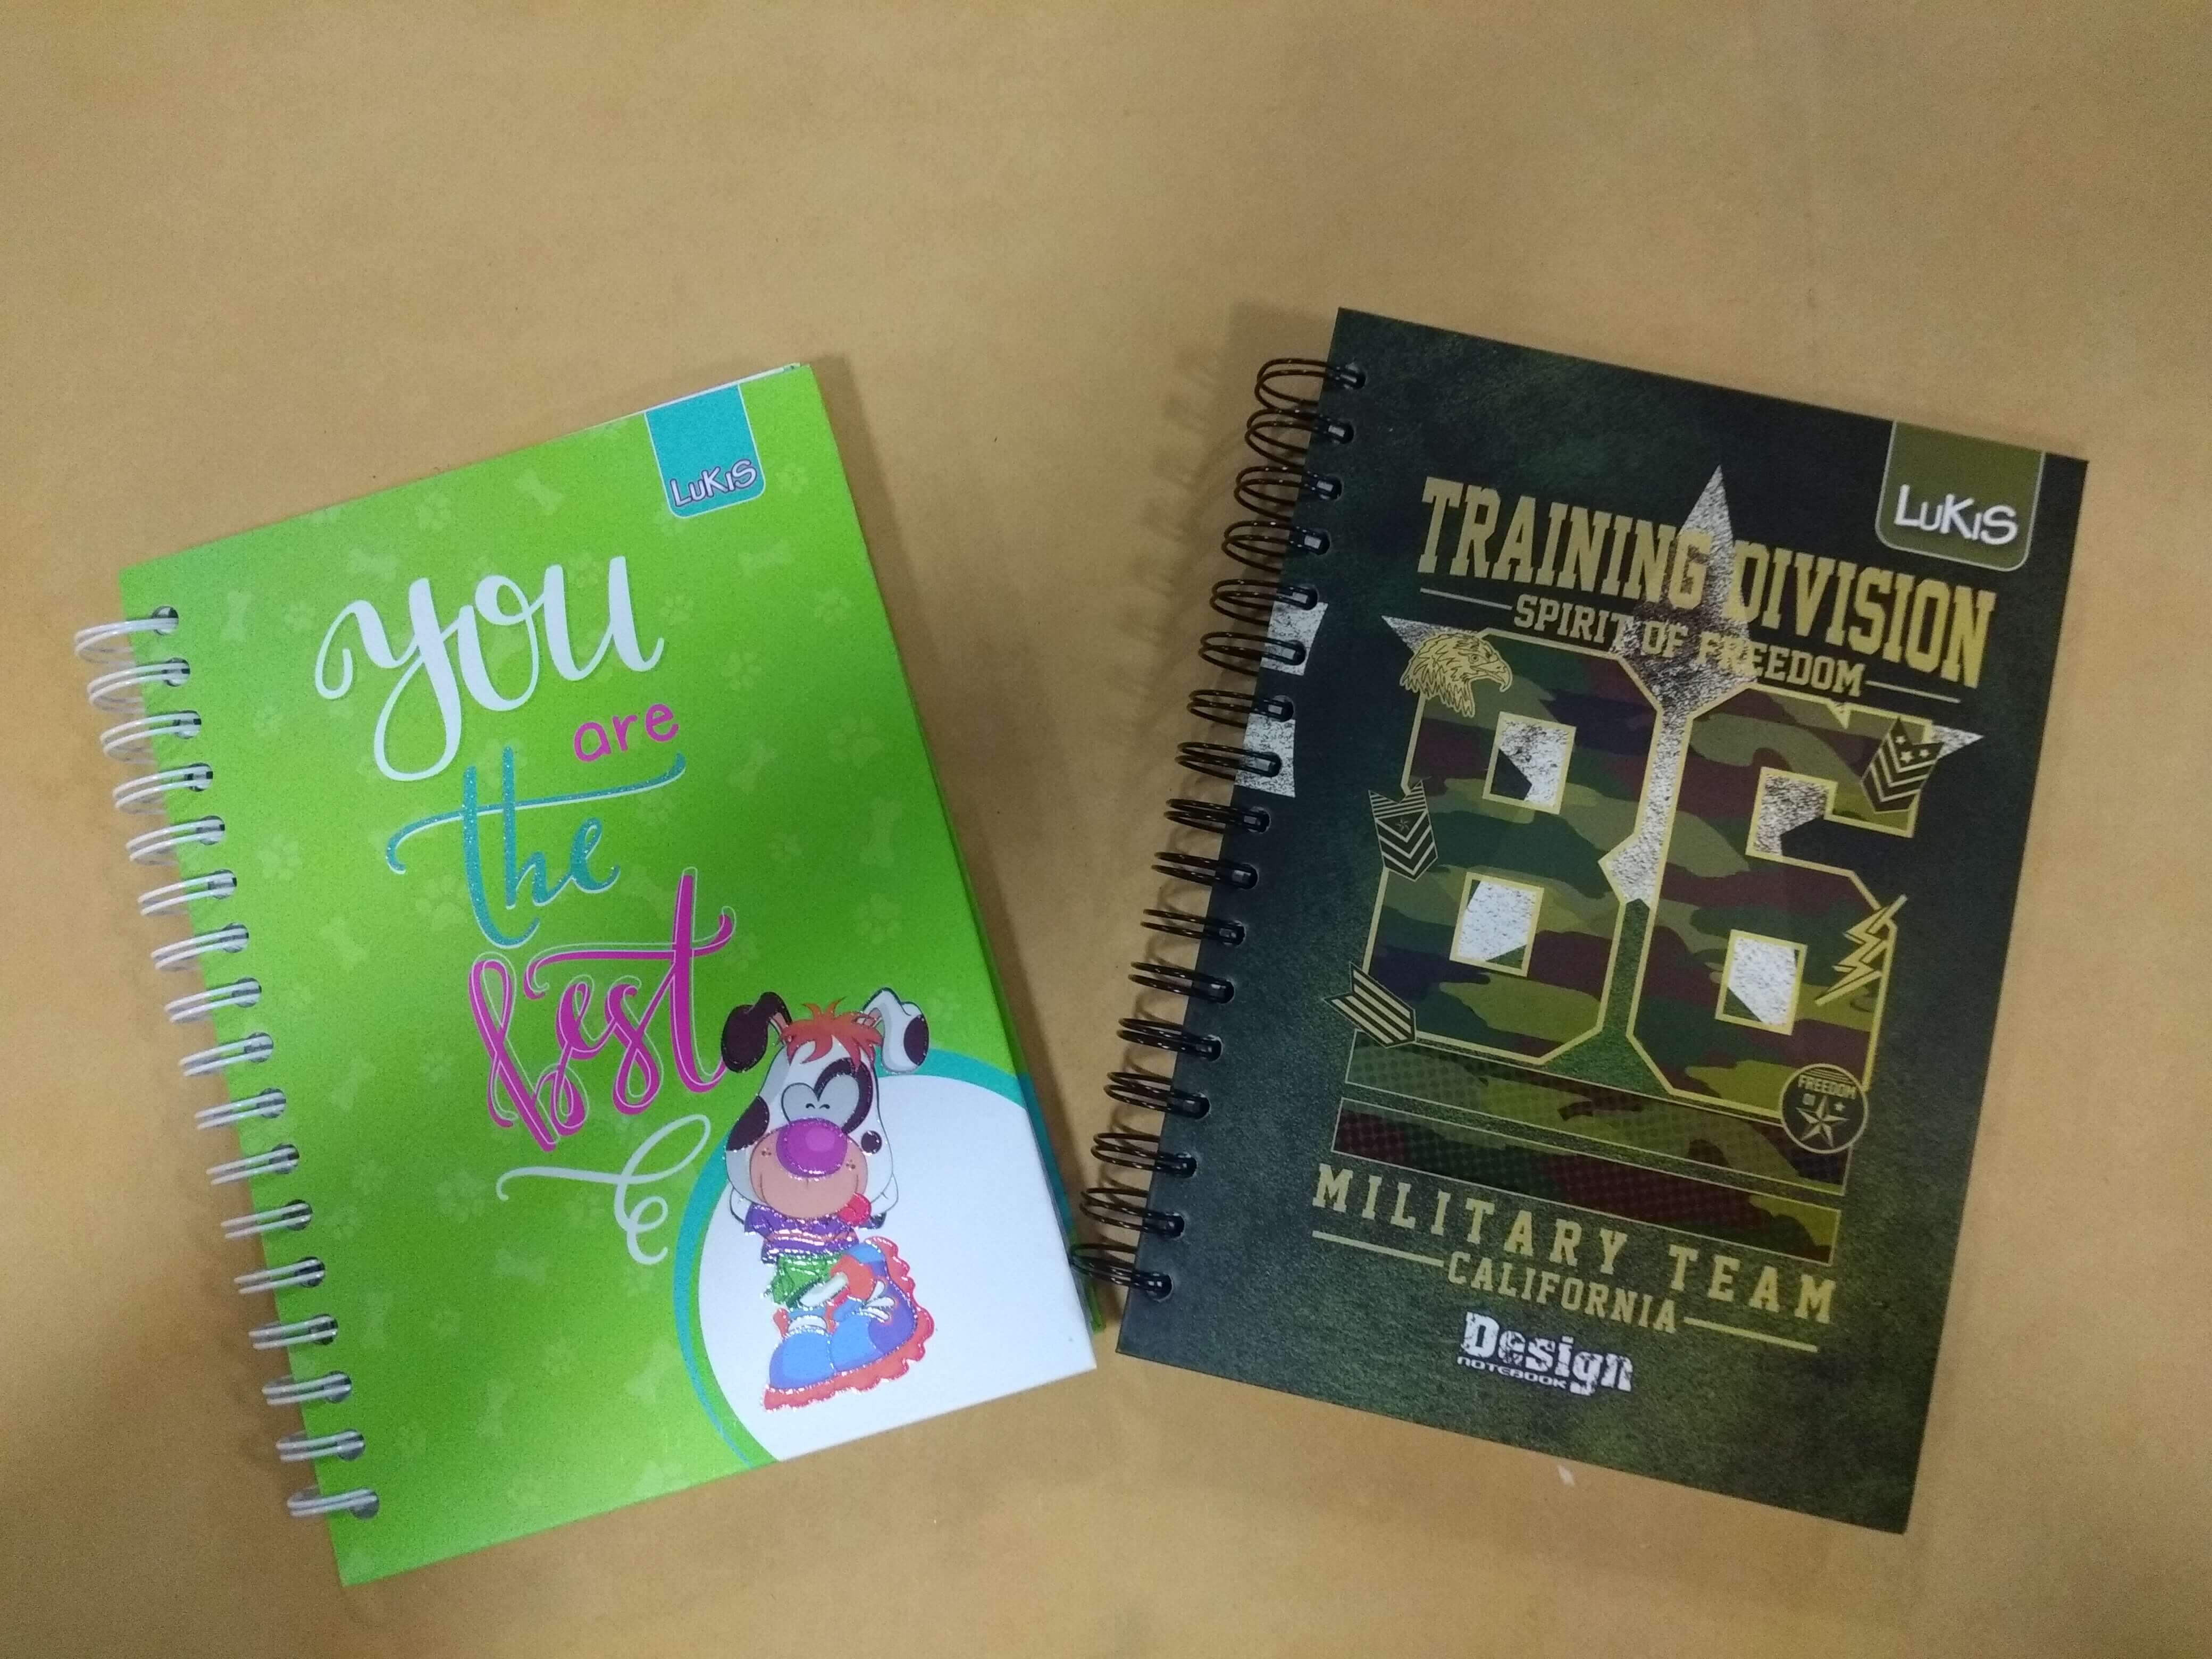 LuKiS
You
are
the
best
LuKiS
TRAINING DIVISION
SPIRIT OF FREEDOM
86
FREEDOM
MILITARY TEAM
CALIFORNIA
Design
NOTEBOOK